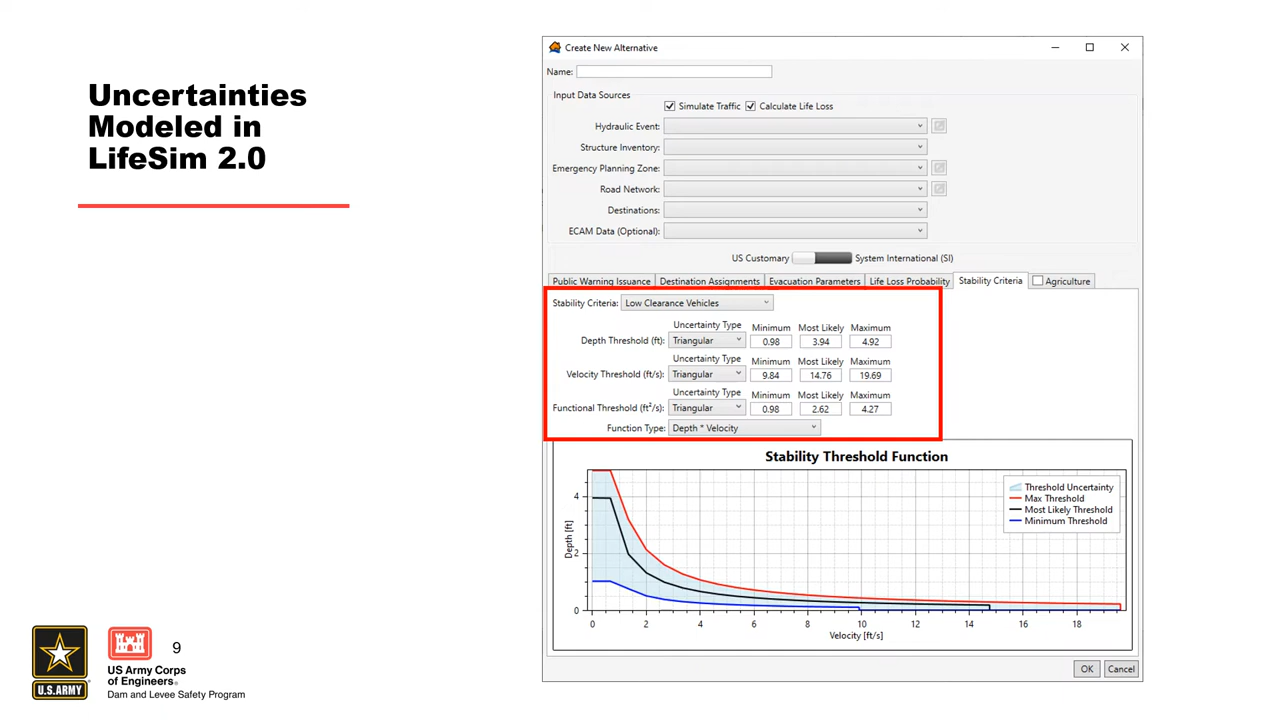 Uncertainties
Modeled in
LifeSim 2.0
Create New Alternative
Name:
Input Data Sources
Simulate Traffic Calculate Life Loss
Hydraulic Event:
Structure Inventory:
Emergency Planning Zone:
Road Network:
Destinations:
ECAM Data (Optional):
US Customary System International (SI)
Public Warning Issuance Destination Assignments Evacuation Parameters Life Loss Probability Stability Criteria Agriculture
Stability Criteria: Low Clearance Vehicles
Uncertainty Type Minimum Most Likely Maximum
Depth Threshold (ft): Triangular 0.98 3.94 4.92
Uncertainty Type Minimum Most Likely Maximum
Velocity Threshold (ft/s): Triangular 9.84 14.76 19.69
Uncertainty Type Minimum Most Likely Maximum
Functional Threshold (ft²/s): Triangular 0.98 2.62 4.27
Function Type: Depth * Velocity
Stability Threshold Function
Threshold Uncertainty
Max Threshold
Most Likely Threshold
Minimum Threshold
Depth [ft]
4
2
0
0 2 4 6 8 10 12 14 16 18
Velocity [ft/s]
OK Cancel
U.S.ARMY
US Army Corps
of Engineers®
Dam and Levee Safety Program
9